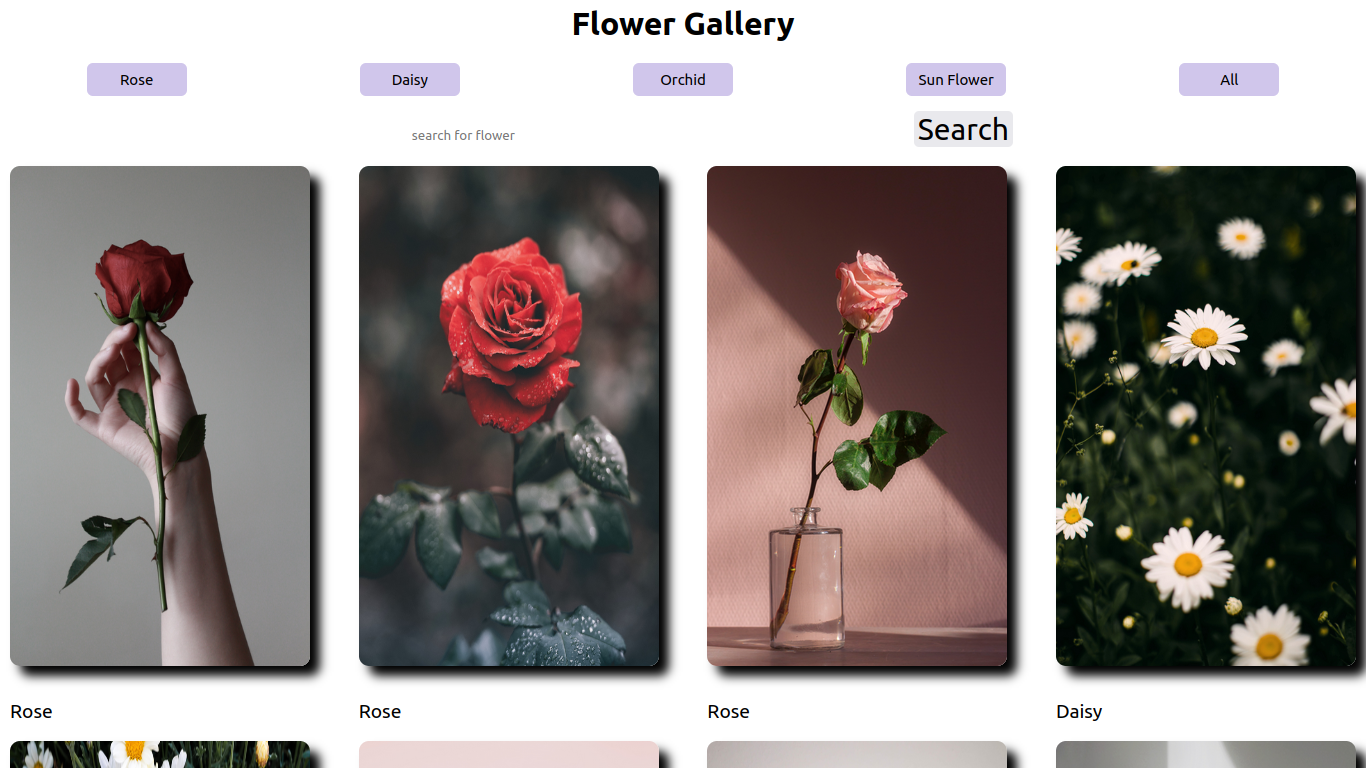 Flower Gallery
Rose
Daisy
Orchid
Sun Flower
All
search for flower
Search
Rose
Rose
Rose
Daisy